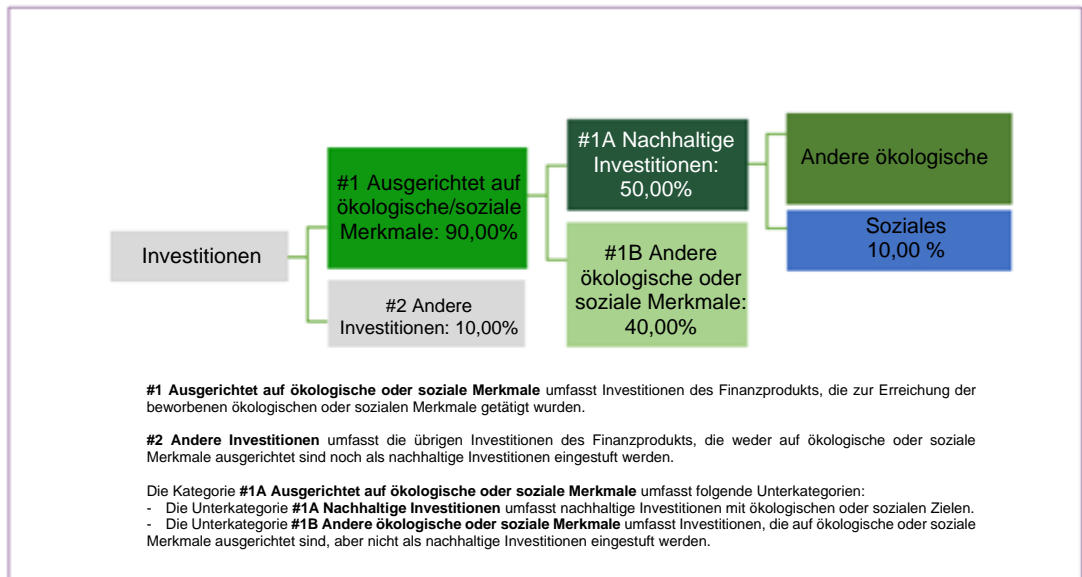 Investitionen
#1 Ausgerichtet auf
ökologische/soziale
Merkmale: 90,00%
#2 Andere
Investitionen: 10,00%
#1A Nachhaltige
Investitionen:
50,00%
#1B Andere
ökologische oder
soziale Merkmale:
40,00%
Andere ökologische
Soziales
10,00 %
#1 Ausgerichtet auf ökologische oder soziale Merkmale umfasst Investitionen des Finanzprodukts, die zur Erreichung der
beworbenen ökologischen oder sozialen Merkmale getätigt wurden.
#2 Andere Investitionen umfasst die übrigen Investitionen des Finanzprodukts, die weder auf ökologische oder soziale
Merkmale ausgerichtet sind noch als nachhaltige Investitionen eingestuft werden.
Die Kategorie #1A Ausgerichtet auf ökologische oder soziale Merkmale umfasst folgende Unterkategorien:
- Die Unterkategorie #1A Nachhaltige Investitionen umfasst nachhaltige Investitionen mit ökologischen oder sozialen Zielen.
- Die Unterkategorie #1B Andere ökologische oder soziale Merkmale umfasst Investitionen, die auf ökologische oder soziale
Merkmale ausgerichtet sind, aber nicht als nachhaltige Investitionen eingestuft werden.